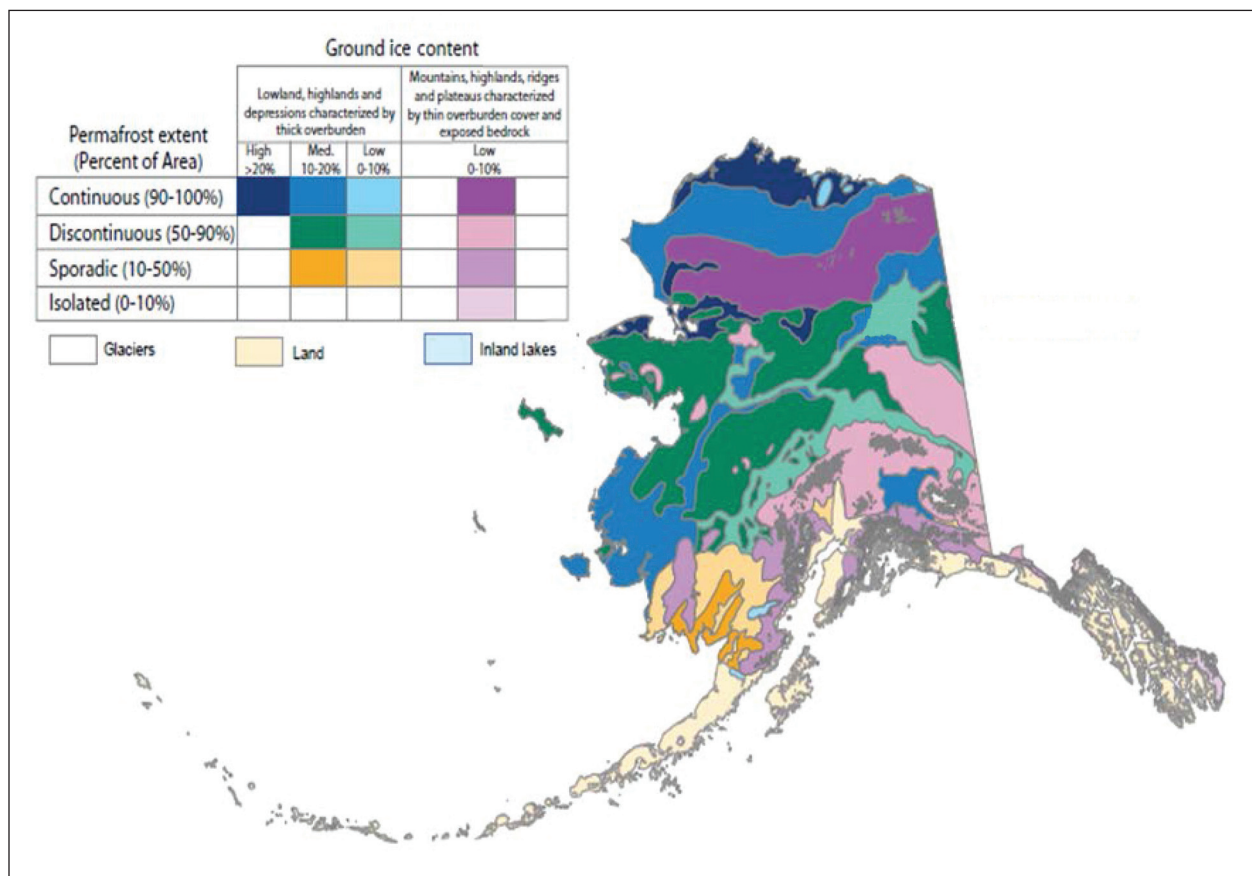 Ground ice content
Lowland, highlands and
depressions characterized by
thick overburden
Mountains, highlands, ridges
and plateaus characterized
by thin overburden cover and
exposed bedrock
Permafrost extent
(Percent of Area)
High
>20%
Med.
10-20%
Low
0-10%
Low
0-10%
Continuous (90-100%)
Discontinuous (50-90%)
Sporadic (10-50%)
Isolated (0-10%)
Glaciers
Land
Inland lakes